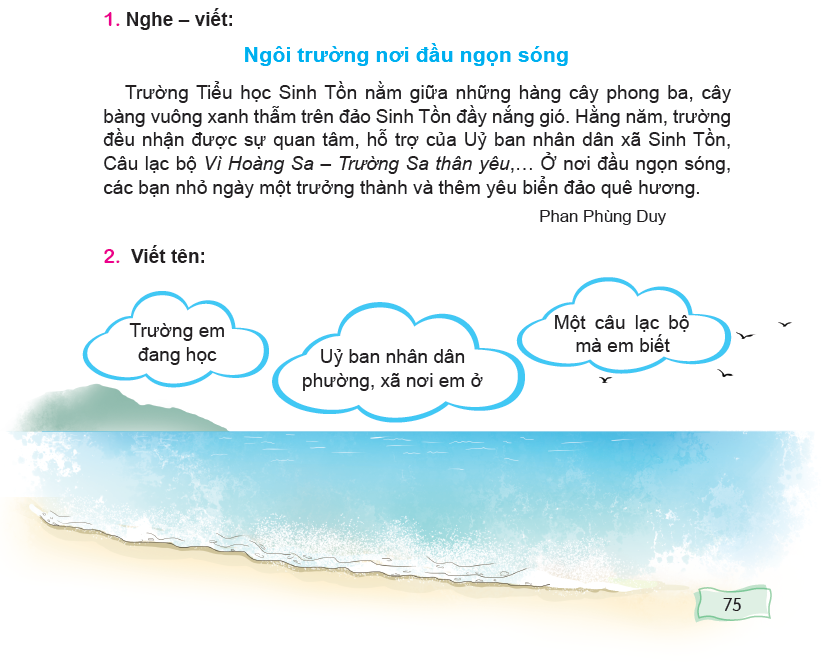 1. Nghe – viết:
Ngôi trường nơi đầu ngọn sóng
Trường Tiểu học Sinh Tồn nằm giữa những hàng cây phong ba, cây
bàng vuông xanh thẫm trên đảo Sinh Tồn đầy nắng gió. Hằng năm, trường
đều nhận được sự quan tâm, hỗ trợ của Uỷ ban nhân dân xã Sinh Tồn,
Câu lạc bộ Vì Hoàng Sa – Trường Sa thân yêu,… Ở nơi đầu ngọn sóng,
các bạn nhỏ ngày một trưởng thành và thêm yêu biển đảo quê hương.
Phan Phùng Duy
2. Viết tên:
Trường em
đang học
Uỷ ban nhân dân
phường, xã nơi em ở
Một câu lạc bộ
mà em biết
75